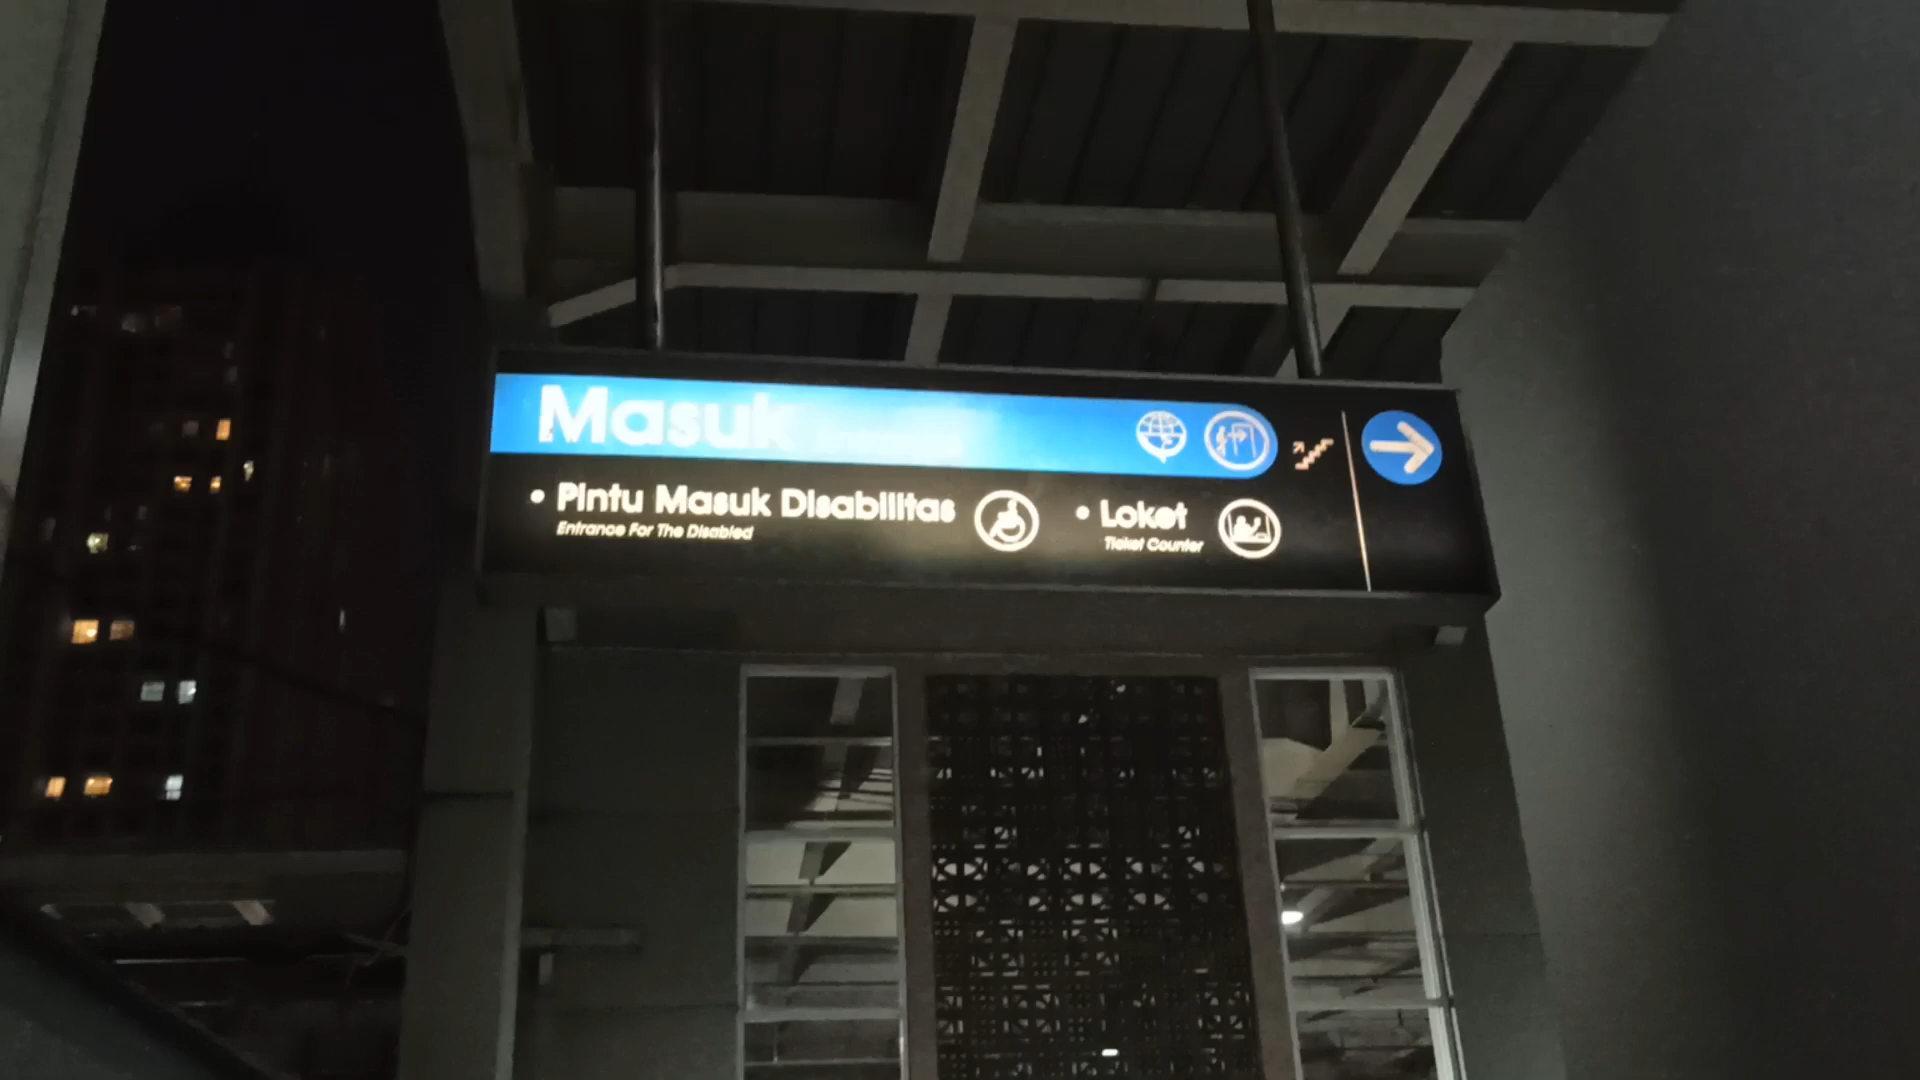 Masuk
• Pintu Masuk Disabilitas
Entrance For The Disabled
• Loket
Ticket Counter